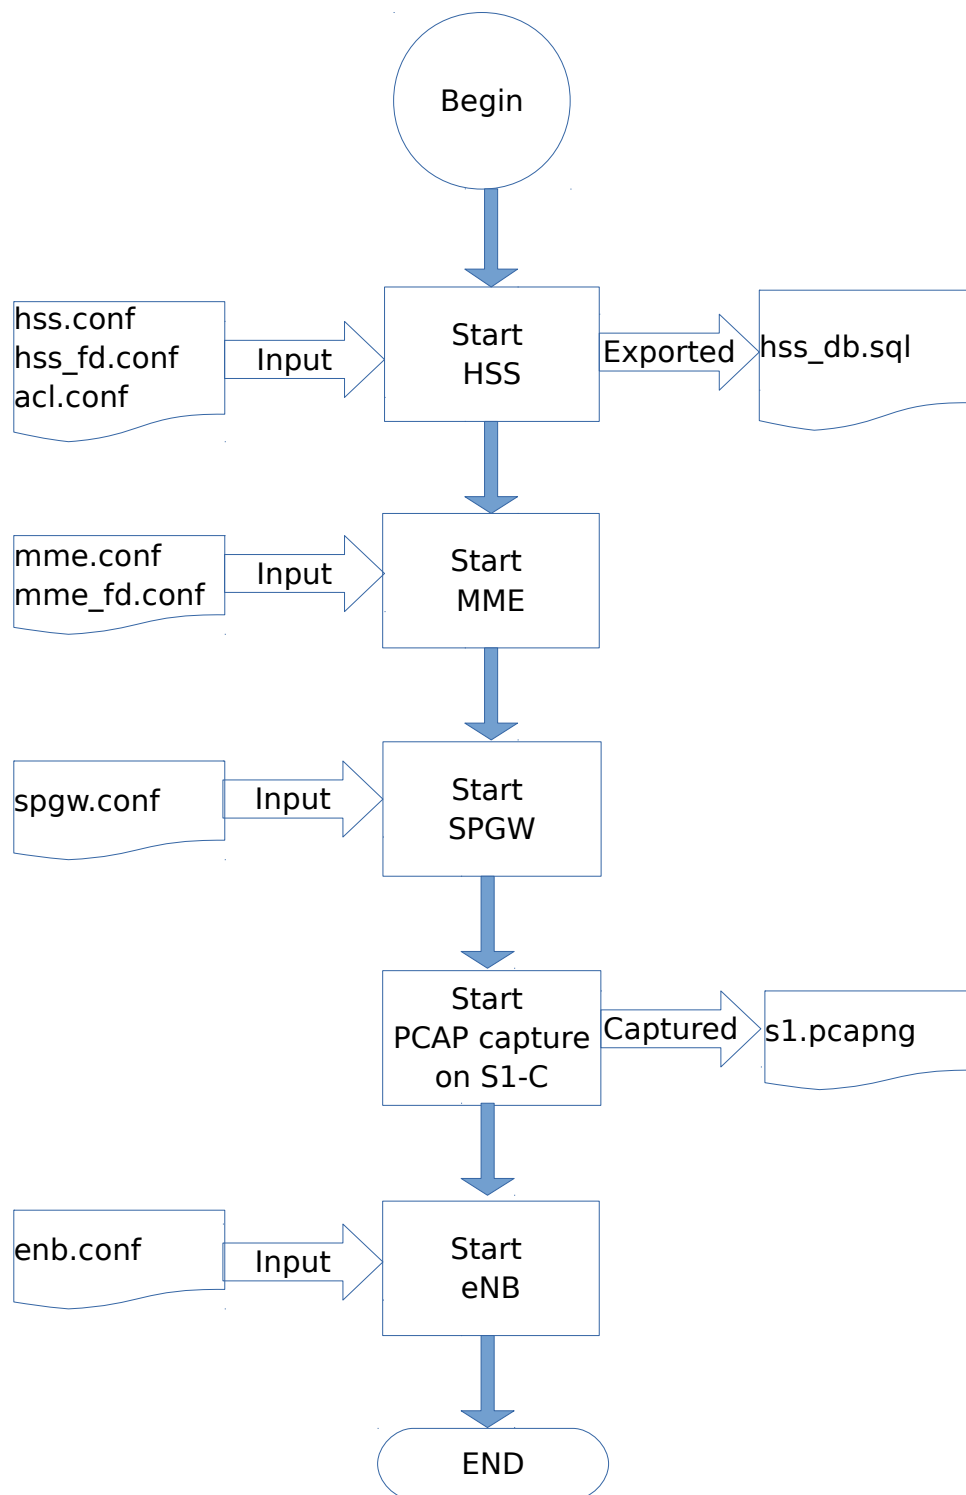 Begin
hss.conf
hss_fd.conf
acl.conf
Input
Start
HSS
Exported
hss_db.sql
mme.conf
mme_fd.conf
Input
Start
MME
spgw.conf
Input
Start
SPGW
Start
PCAP capture
on S1-C
Captured
s1.pcapng
enb.conf
Input
Start
eNB
END